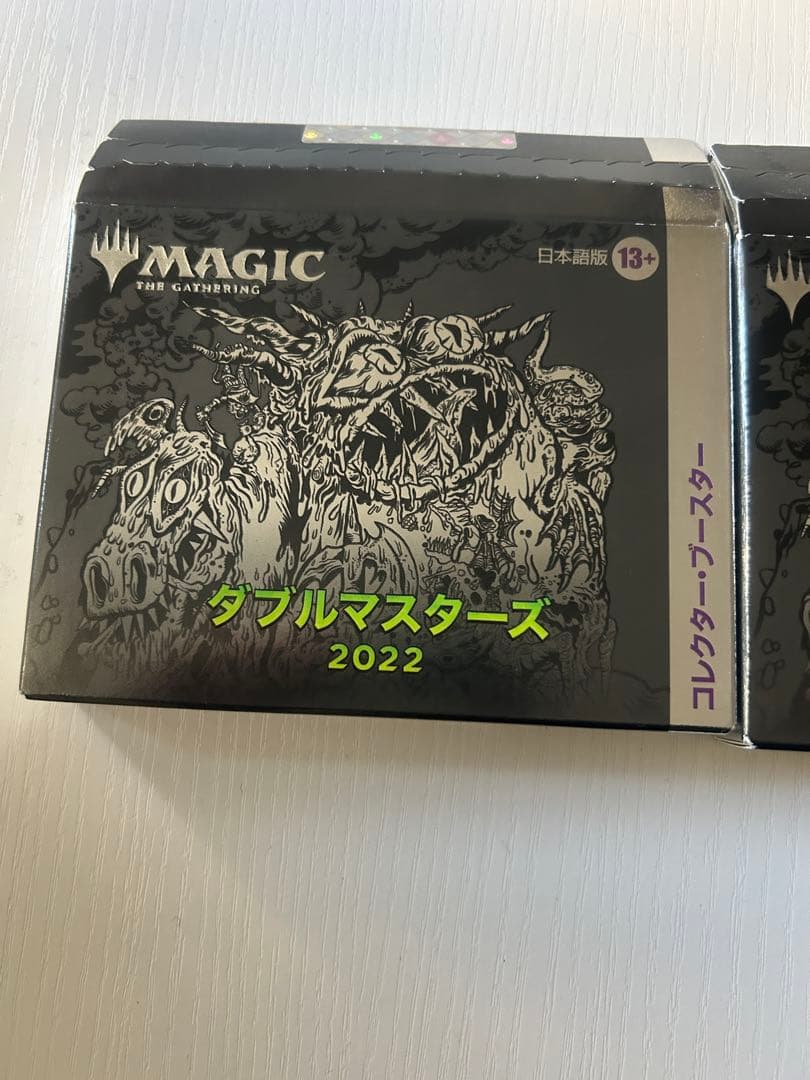 MAGIC
THE GATHERING
日本語版 13+
ダブルマスターズ
2022
コレクター・ブースター